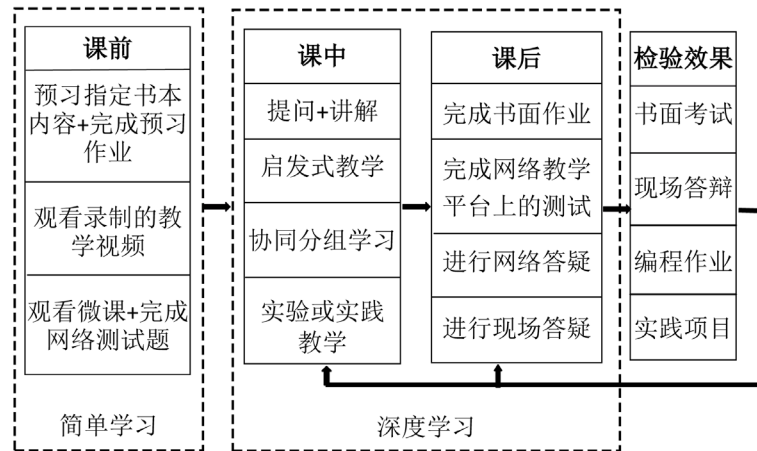 课前
预习指定书本
内容+完成预习
作业
观看录制的教
学视频
观看微课+完成
网络测试题
简单学习
课中
提问+讲解
启发式教学
协同分组学习
实验或实践
教学
课后
完成书面作业
完成网络教学
平台上的测试
进行网络答疑
进行现场答疑
深度学习
检验效果
书面考试
现场答辩
编程作业
实践项目